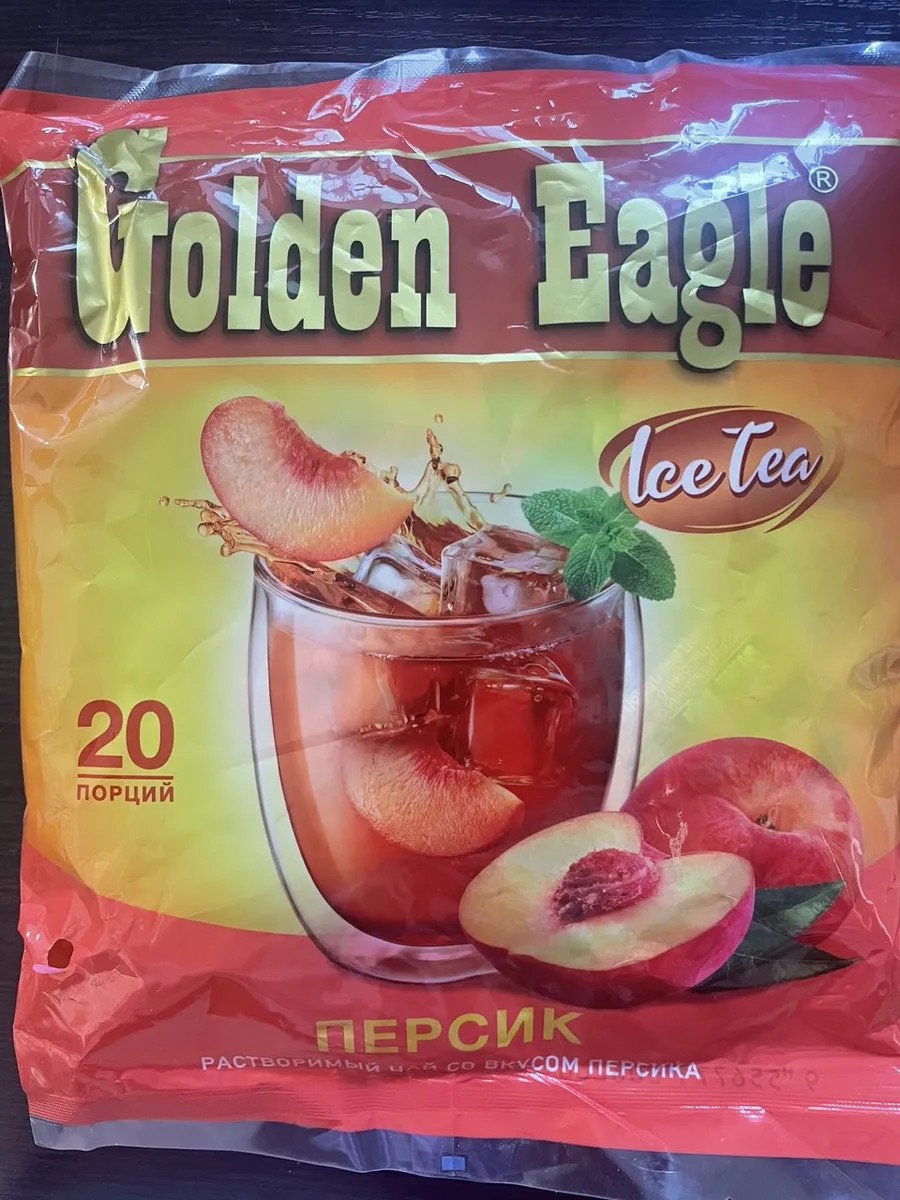 Golden Eagle®
Ice Tea
20
ПОРЦИЙ
ПЕРСИК
РАСТВОРИМЫЙ ЧАЙ СО ВКУСОМ ПЕРСИКА